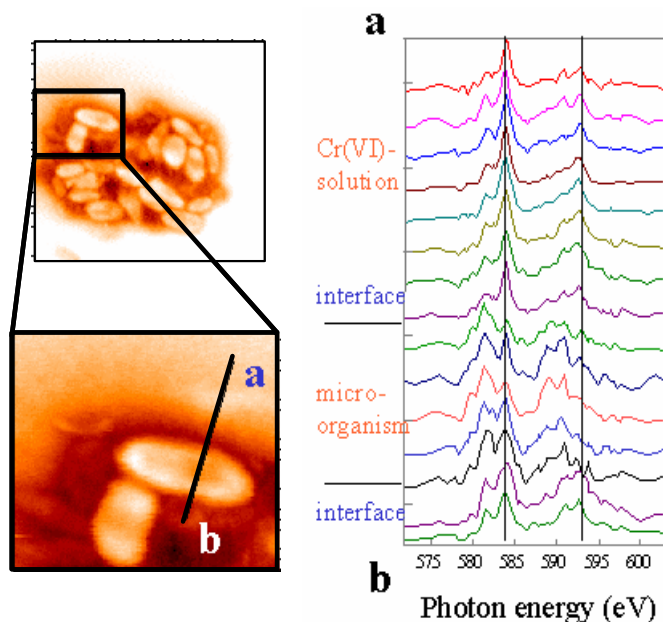 a
Cr(VI)-
solution
interface
micro-
organism
interface
a
b
b
575 580 585 590 595 600
Photon energy (eV)